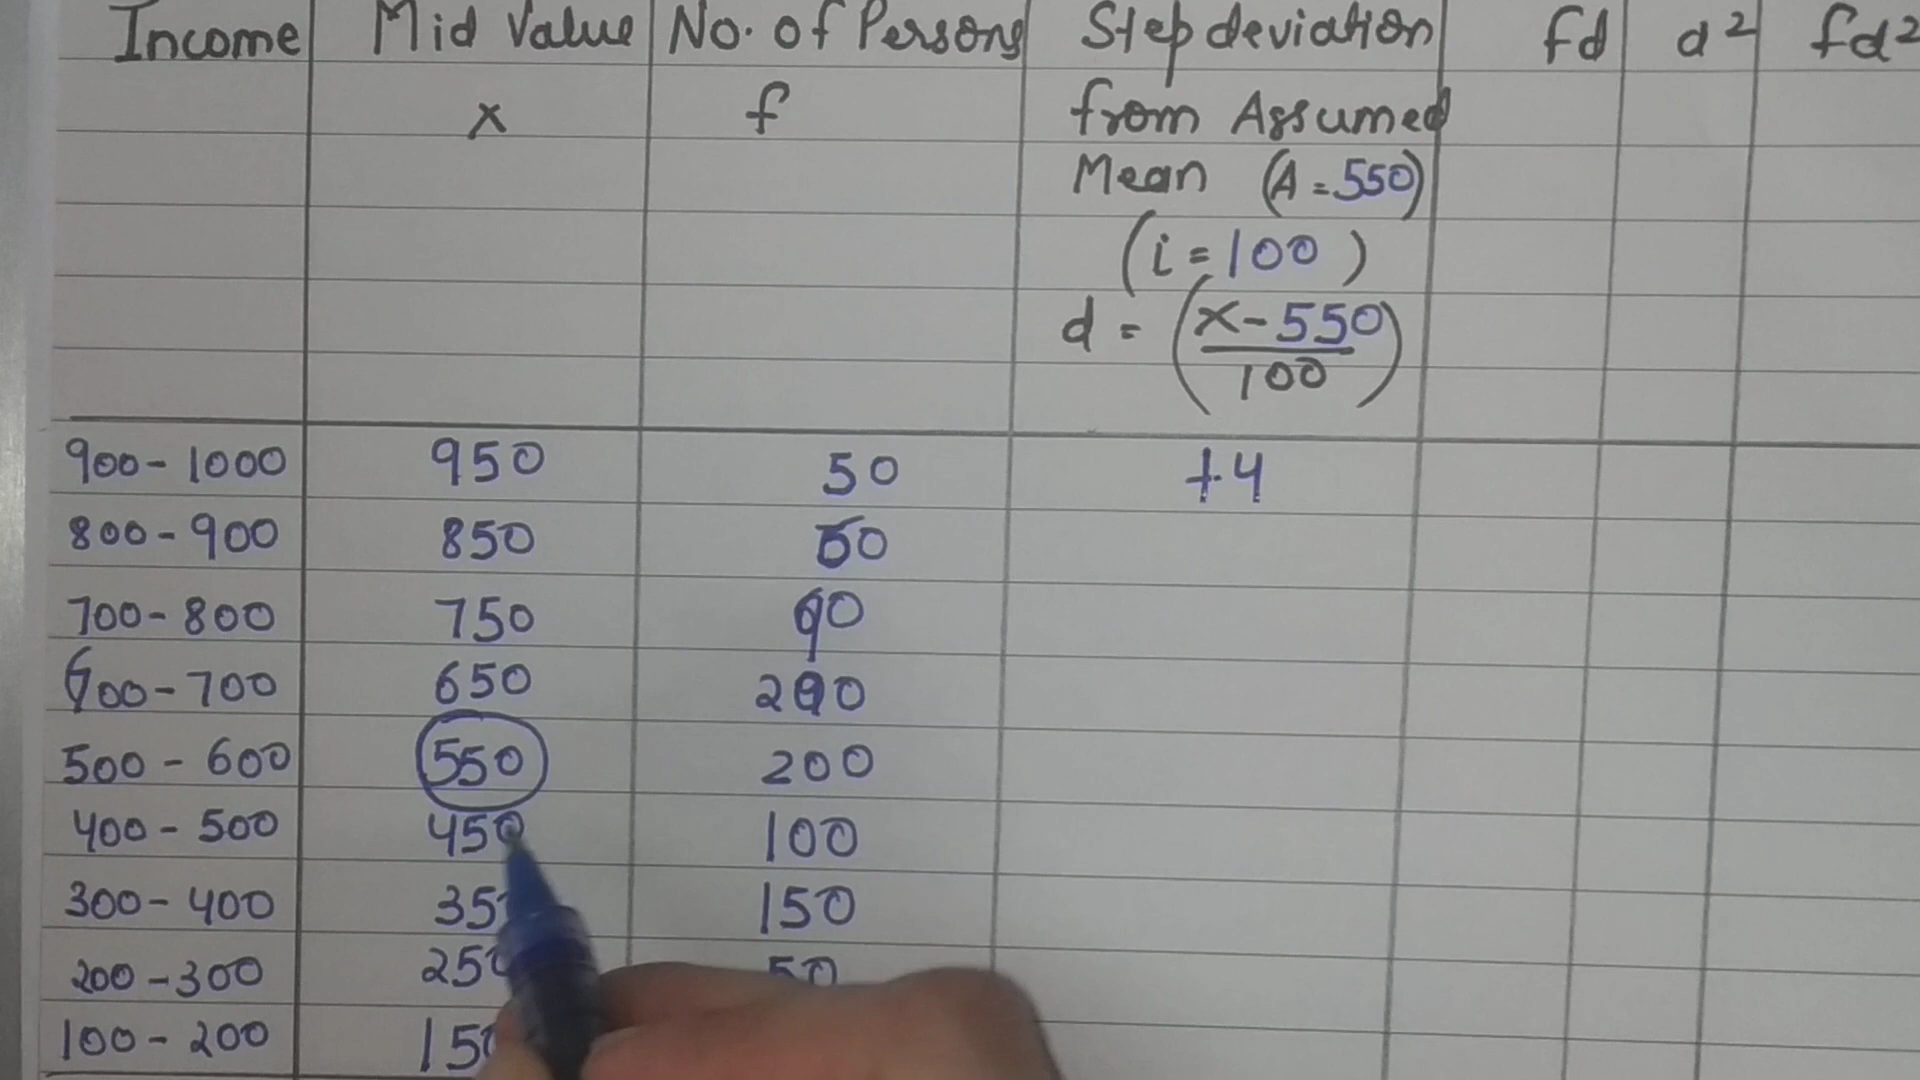 Income Mid Value No. of Persons Step deviation fd d² fd²
x f from Assumed
Mean (A = 550)
(i = 100)
d = (x - 550 / 100)
900 - 1000 950 50 +4
800 - 900 850
700 - 800 750 90
600 - 700 650
500 - 600 550 200
400 - 500 450 100
300 - 400 150
200 - 300 50
100 - 200